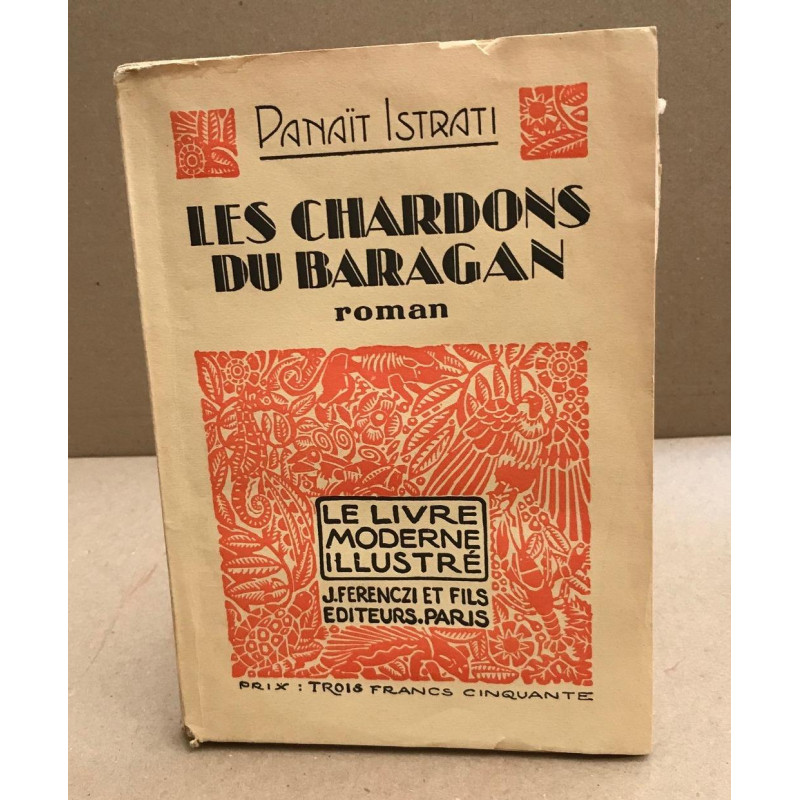 PANAÏT ISTRATI
LES CHARDONS
DU BARAGAN
roman
LE LIVRE
MODERNE
ILLUSTRÉ
J. FERENCZI ET FILS
EDITEURS. PARIS
PRIX : TROIS FRANCS CINQUANTE